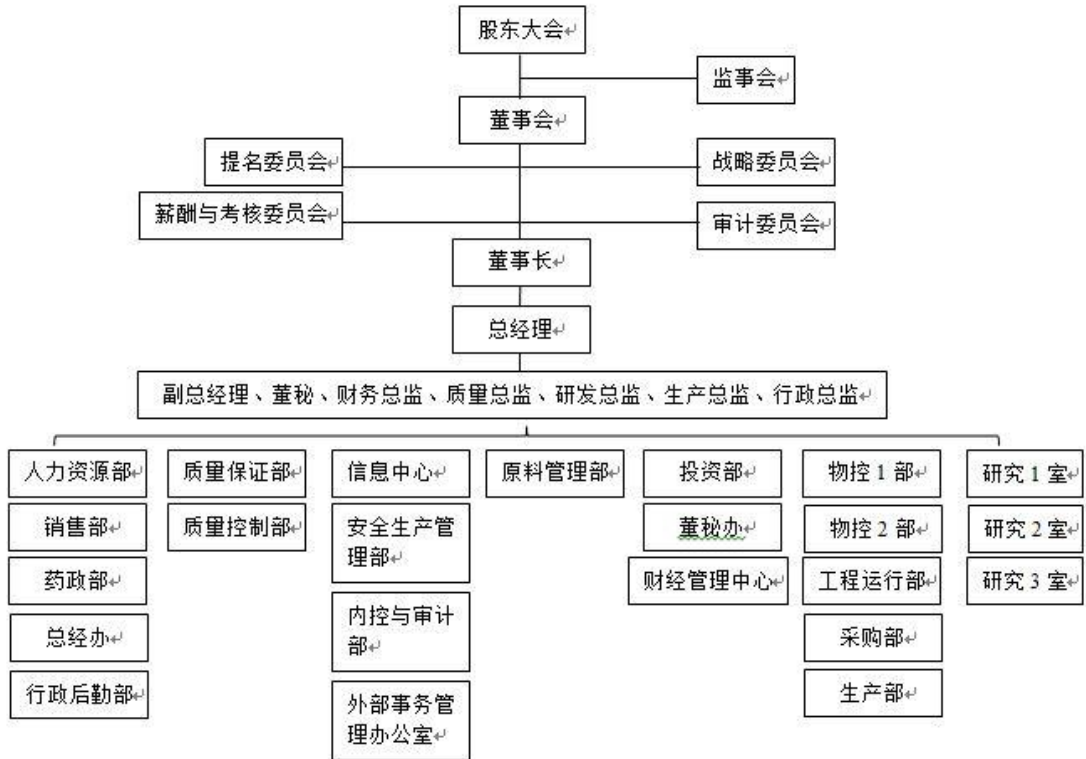 股东大会
监事会
董事会
提名委员会
战略委员会
薪酬与考核委员会
审计委员会
董事长
总经理
副总经理、董秘、财务总监、质量总监、研发总监、生产总监、行政总监
人力资源部
质量保证部
信息中心
原料管理部
投资部
物控1部
研究1室
销售部
质量控制部
安全生产管
理部
董秘办
物控2部
研究2室
药政部
财经管理中心
工程运行部
研究3室
总经办
内控与审计
部
采购部
行政后勤部
外部事务管
理办公室
生产部